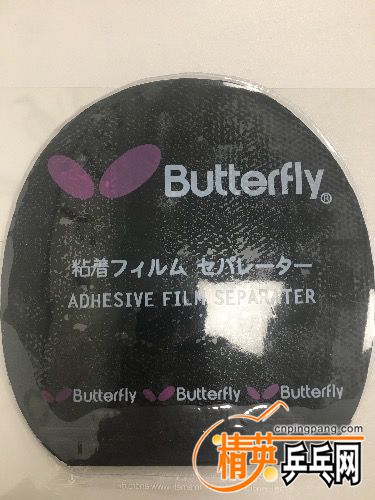 Butterfly®
粘着フィルム セパレーター
ADHESIVE FILM SEPARATER
Butterfly Butterfly Butterfly
cnpingpang.com
精英乒乓网